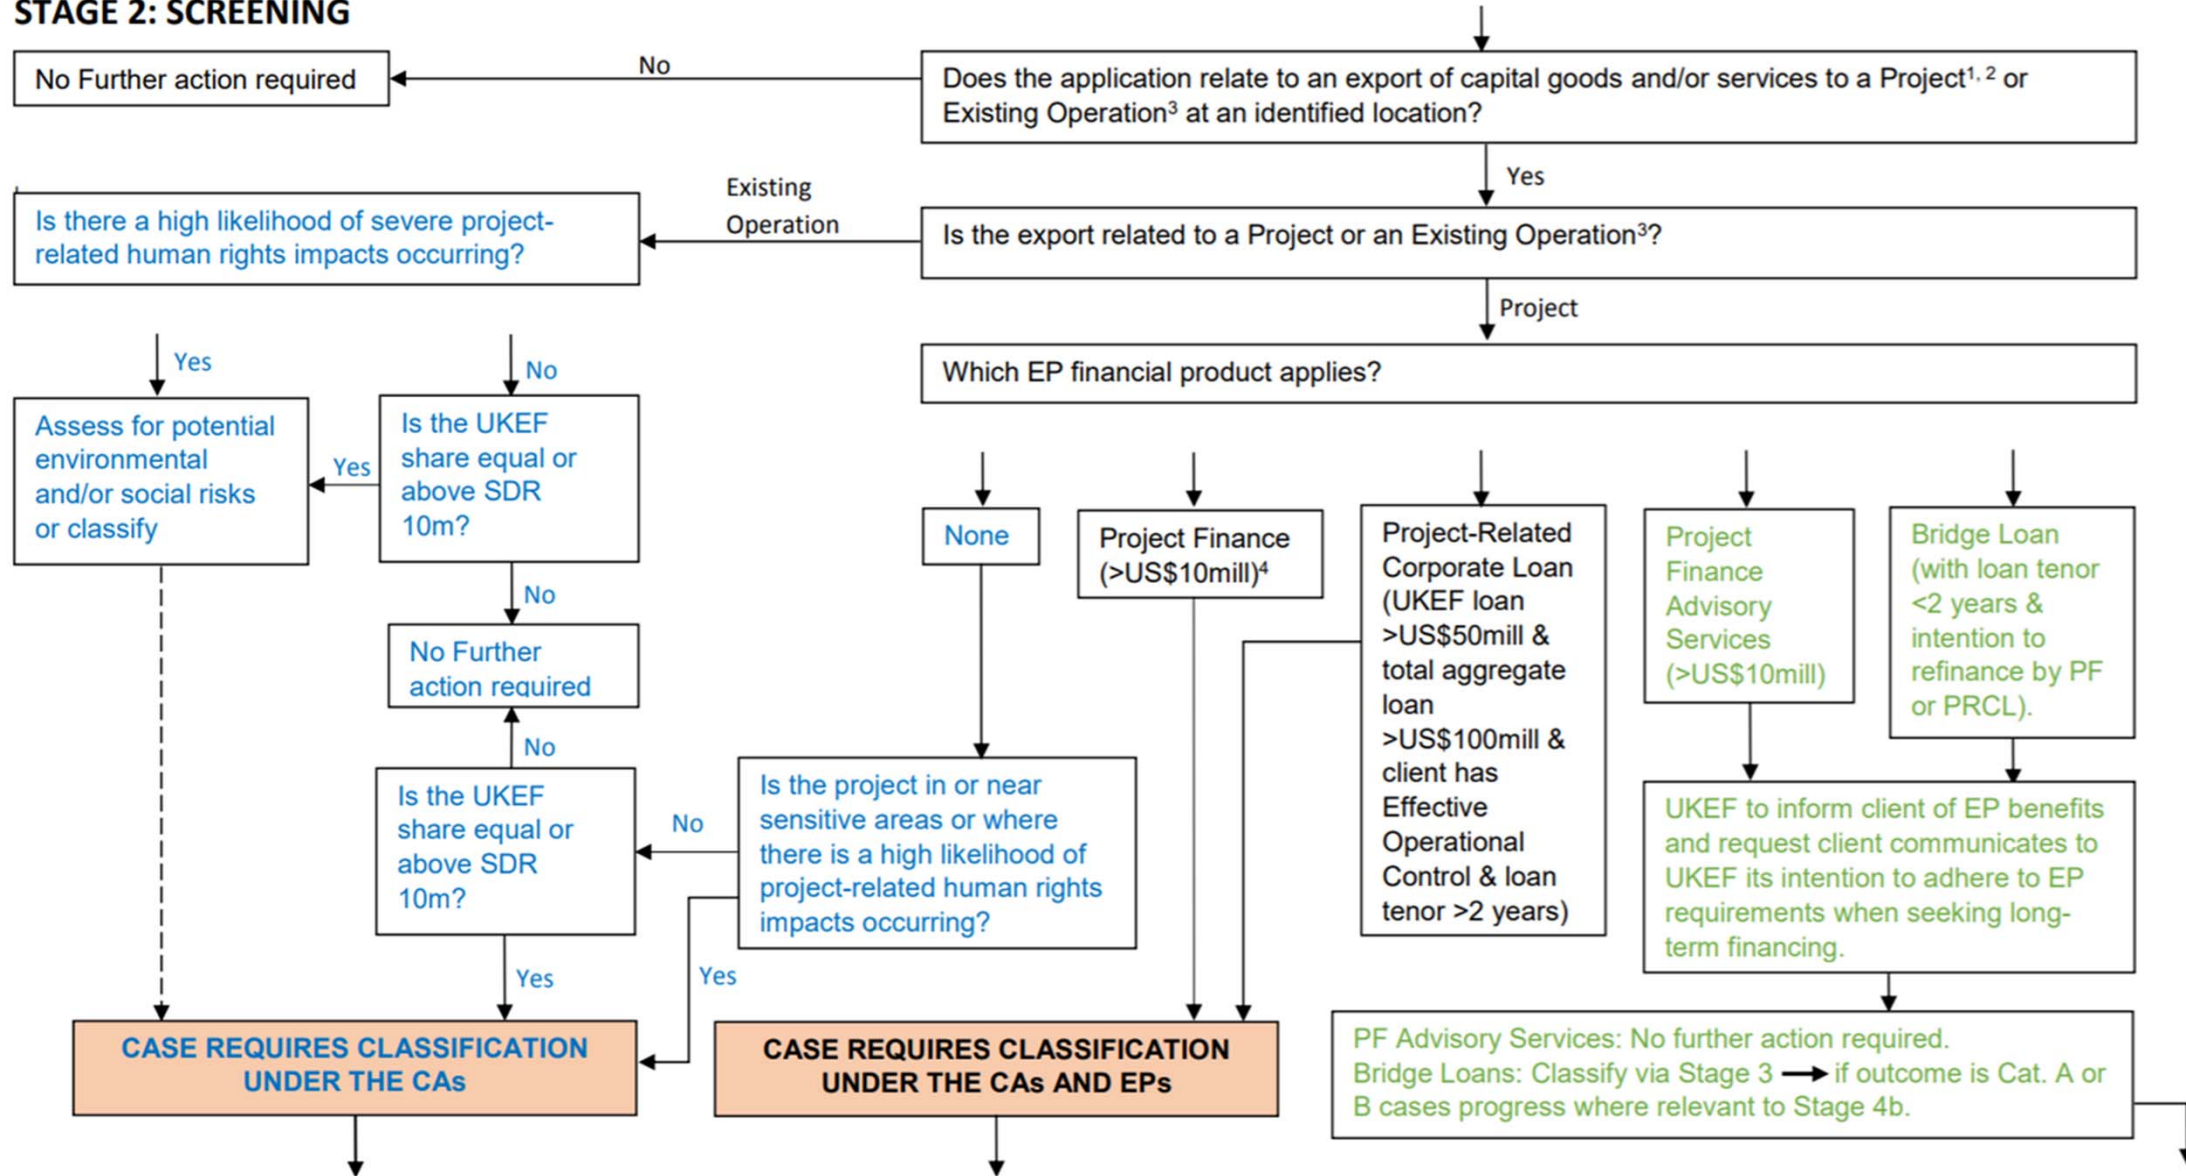 STAGE 2: SCREENING
No Further action required
No
Does the application relate to an export of capital goods and/or services to a Project¹, ² or
Existing Operation³ at an identified location?
Yes
Is there a high likelihood of severe project-
related human rights impacts occurring?
Existing
Operation
Is the export related to a Project or an Existing Operation³?
Project
Which EP financial product applies?
Yes
No
Assess for potential
environmental
and/or social risks
or classify
Yes
Is the UKEF
share equal or
above SDR
10m?
No
No Further
action required
No
Is the UKEF
share equal or
above SDR
10m?
Yes
None
Project Finance
(>US$10mill)⁴
Project-Related
Corporate Loan
(UKEF loan
>US$50mill &
total aggregate
loan
>US$100mill &
client has
Effective
Operational
Control & loan
tenor >2 years)
Project
Finance
Advisory
Services
(>US$10mill)
Bridge Loan
(with loan tenor
<2 years &
intention to
refinance by PF
or PRCL).
No
Is the project in or near
sensitive areas or where
there is a high likelihood of
project-related human rights
impacts occurring?
Yes
UKEF to inform client of EP benefits
and request client communicates to
UKEF its intention to adhere to EP
requirements when seeking long-
term financing.
CASE REQUIRES CLASSIFICATION
UNDER THE CAs
CASE REQUIRES CLASSIFICATION
UNDER THE CAs AND EPs
PF Advisory Services: No further action required.
Bridge Loans: Classify via Stage 3 → if outcome is Cat. A or
B cases progress where relevant to Stage 4b.